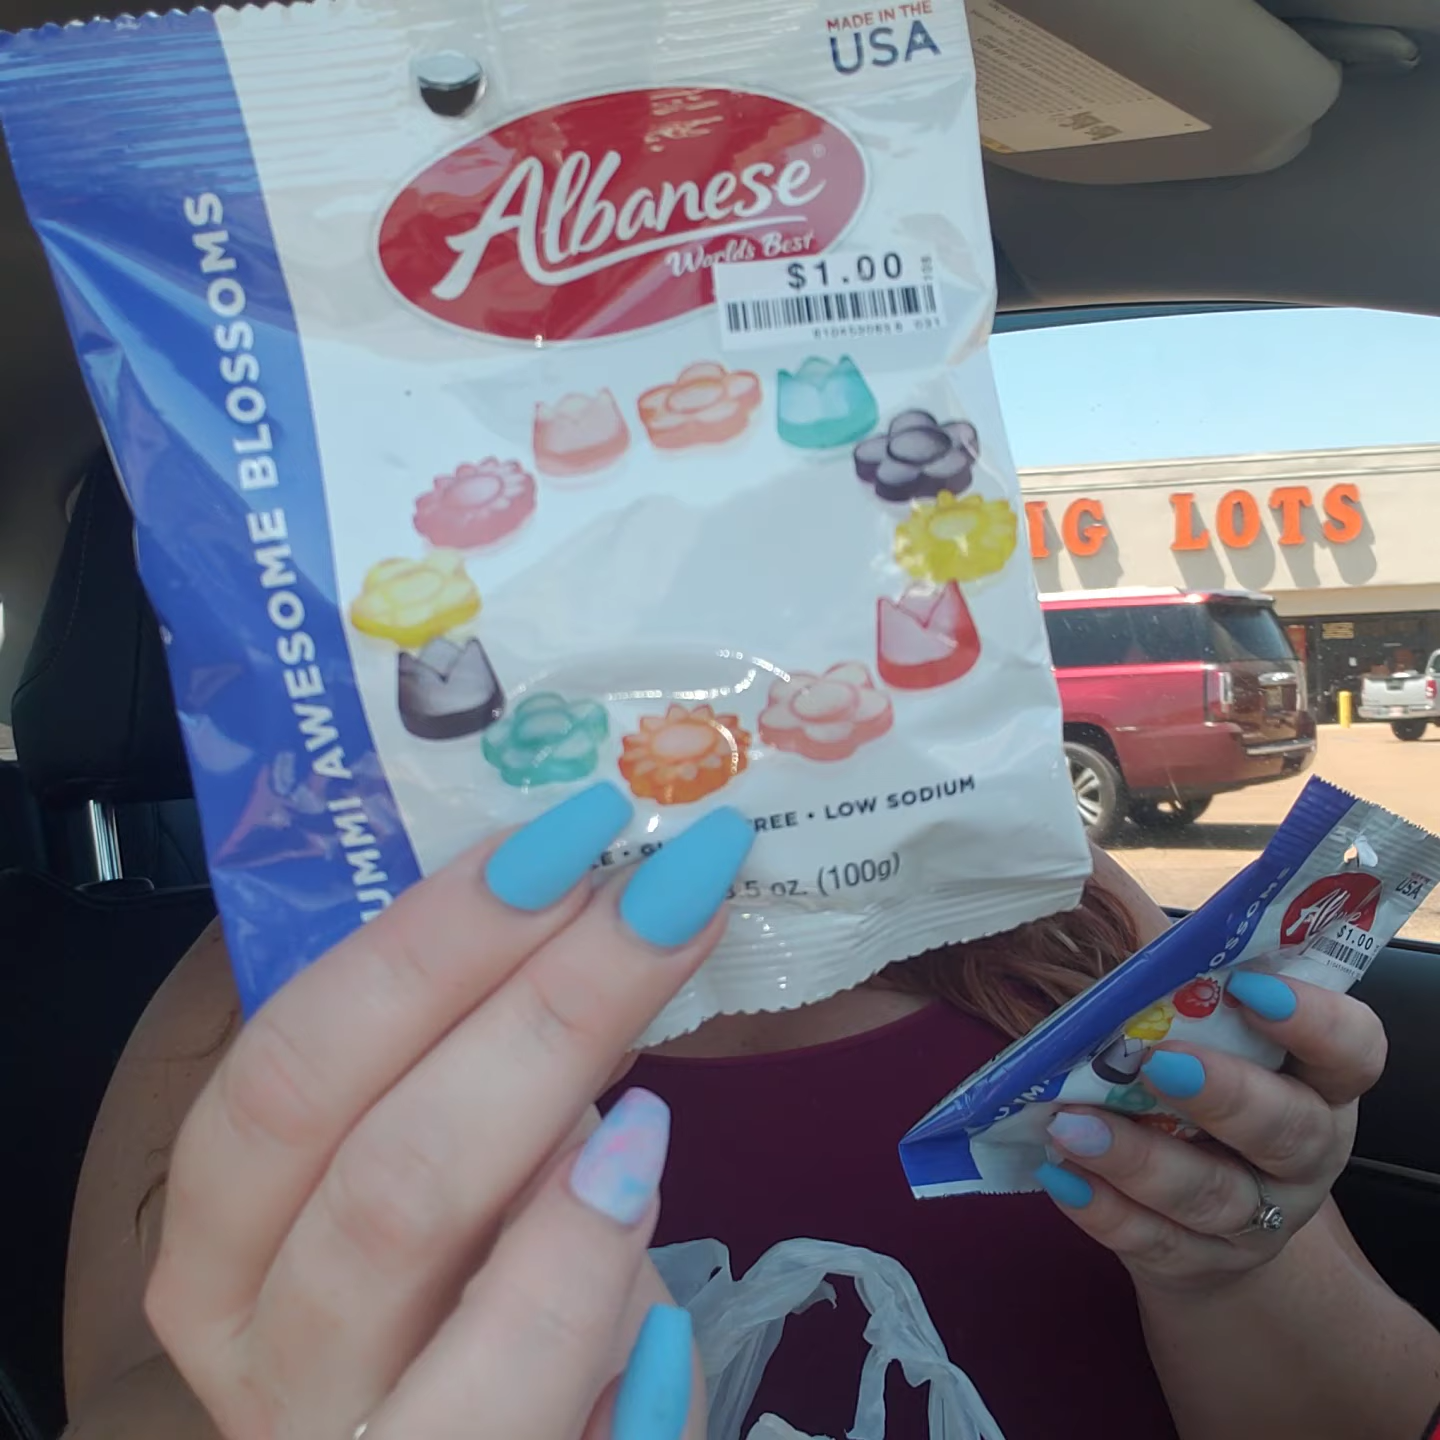 MADE IN THE
USA
Albanese®
World's Best
$1.00
UMMI AWESOME BLOSSOMS
IG LOTS
REE • LOW SODIUM
.5 oz. (100g)
USA
$1.00